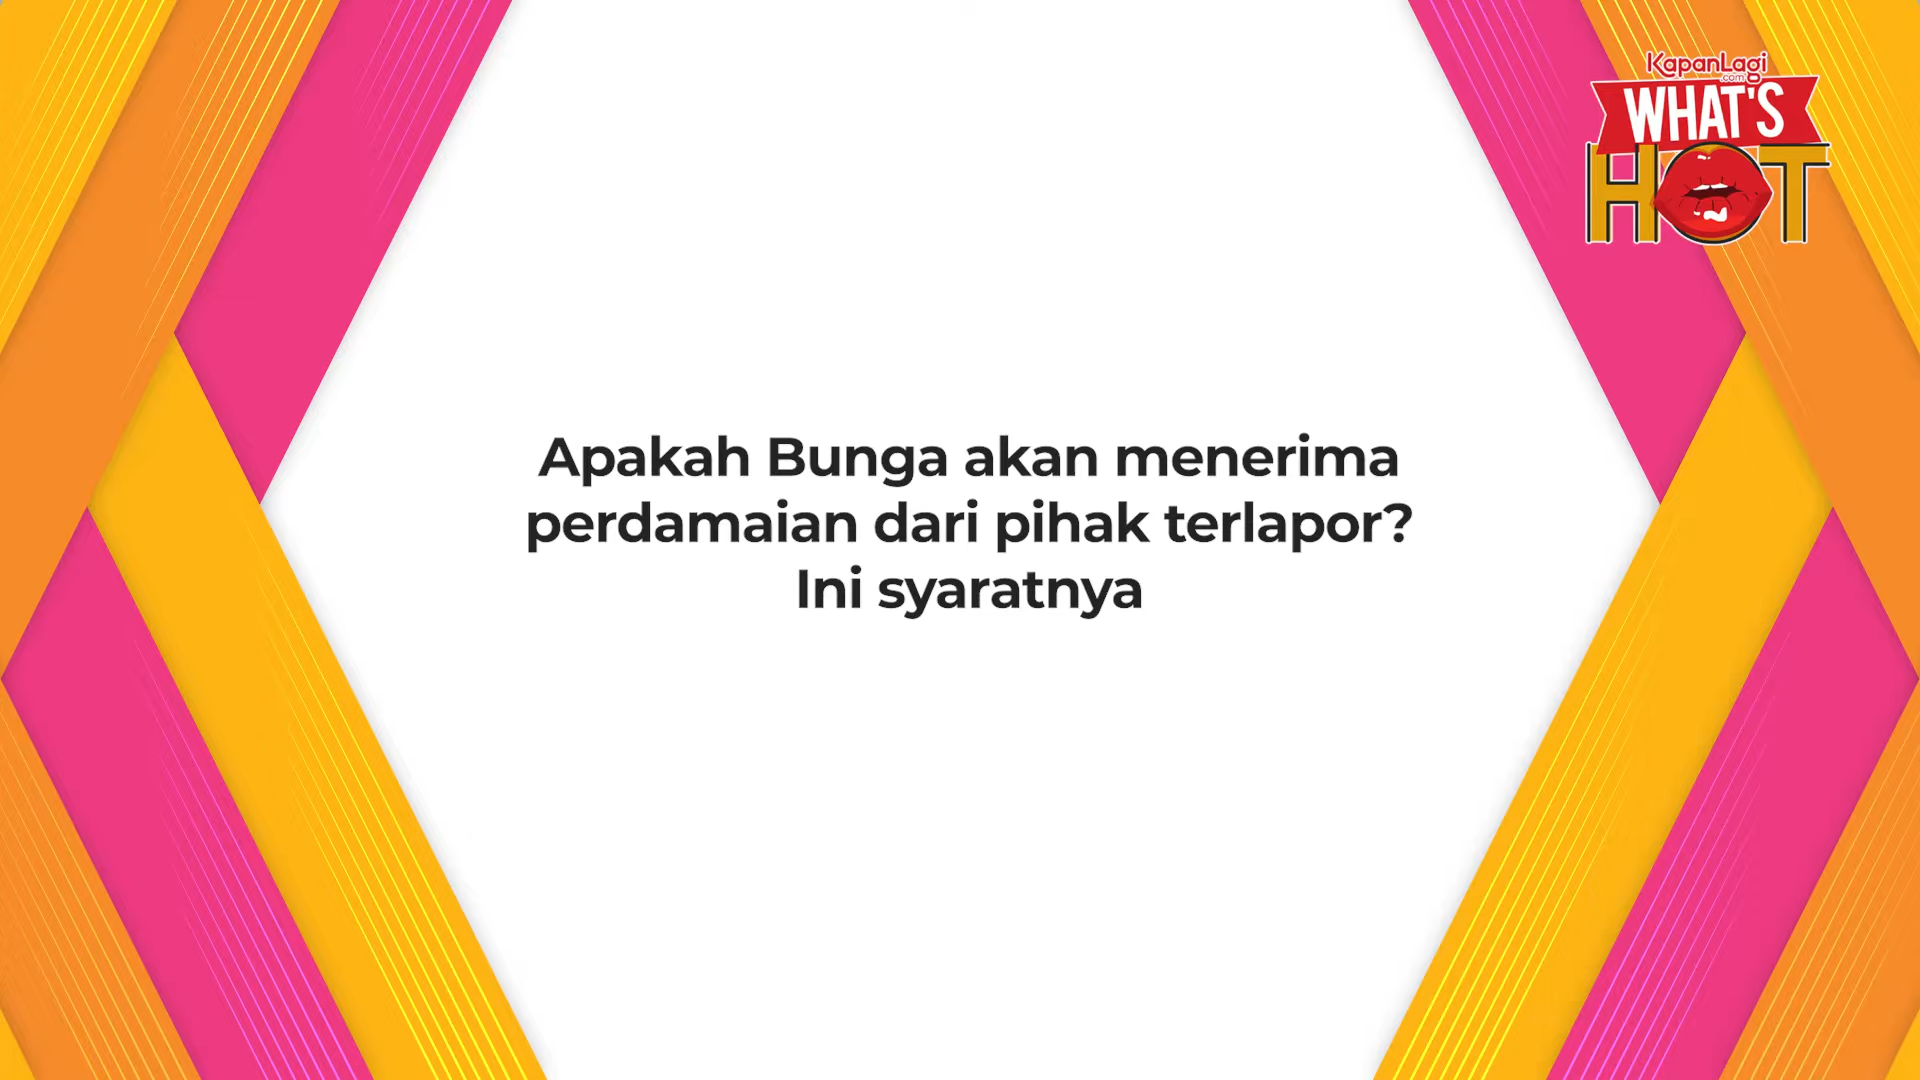 KapanLagi
.com
WHAT'S
HOT
Apakah Bunga akan menerima
perdamaian dari pihak terlapor?
Ini syaratnya